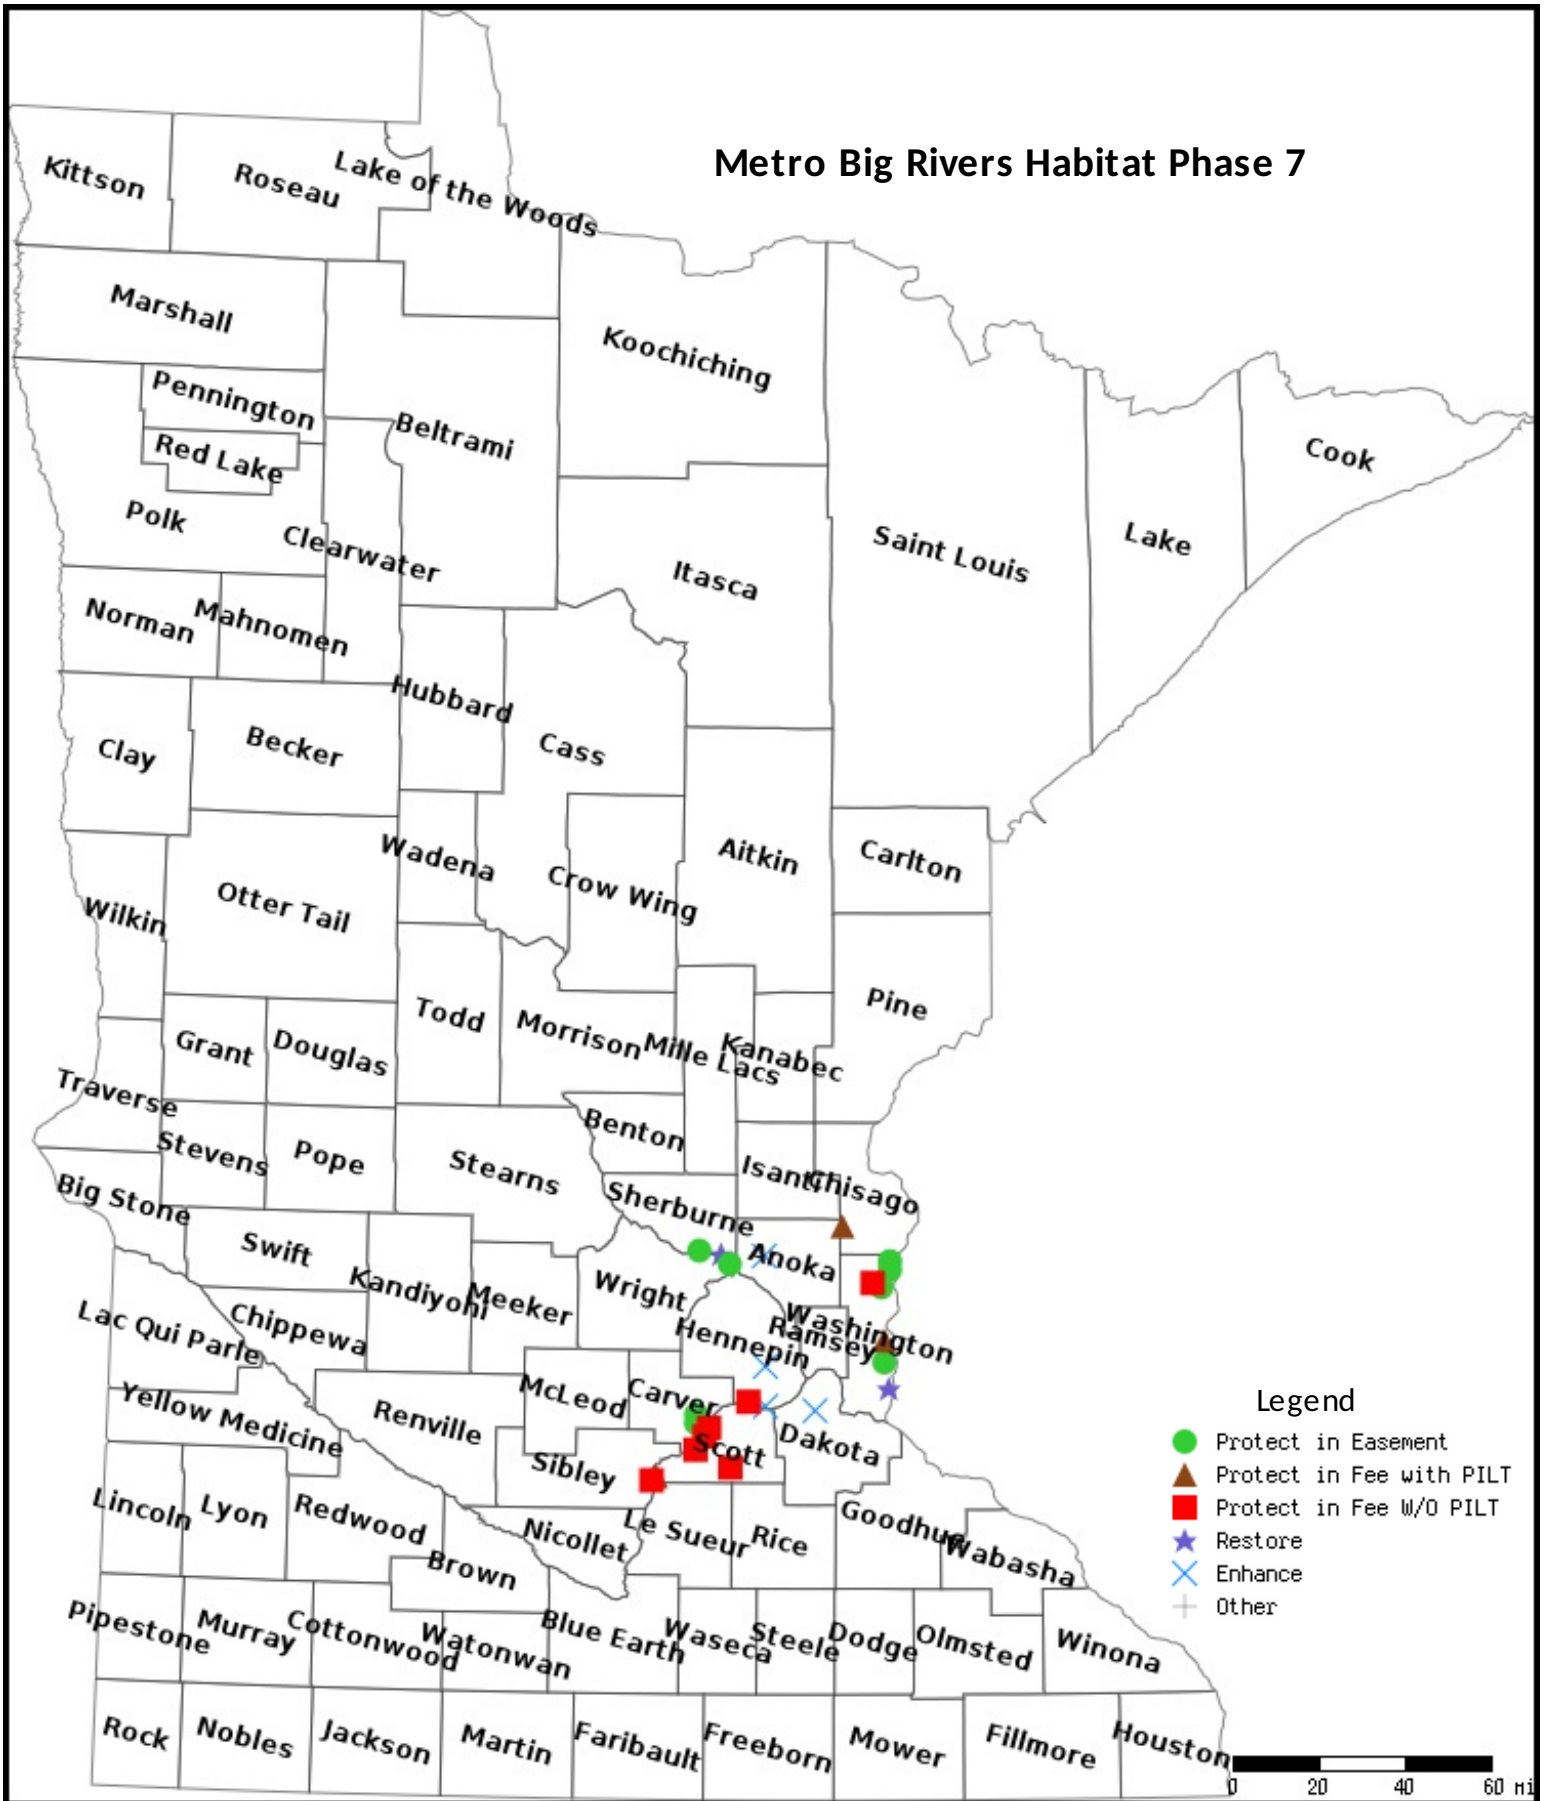 Metro Big Rivers Habitat Phase 7
Kittson
Roseau
Lake of the Woods
Marshall
Koochiching
Pennington
Beltrami
Red Lake
Cook
Polk
Clearwater
Saint Louis
Lake
Itasca
Norman
Mahnomen
Hubbard
Clay
Becker
Cass
Wadena
Aitkin
Carlton
Crow Wing
Otter Tail
Wilkin
Pine
Todd
Morrison
Mille Lacs
Kanabec
Grant
Douglas
Traverse
Benton
Stevens
Pope
Stearns
Isanti
Chisago
Big Stone
Sherburne
Swift
Anoka
Kandiyohi
Meeker
Wright
Lac Qui Parle
Chippewa
Washington
Hennepin
Ramsey
McLeod
Carver
Yellow Medicine
Renville
Dakota
Scott
Sibley
Legend
Protect in Easement
Protect in Fee with PILT
Protect in Fee W/O PILT
Restore
Enhance
Other
Lincoln
Lyon
Redwood
Nicollet
Le Sueur
Rice
Goodhue
Wabasha
Brown
Pipestone
Murray
Cottonwood
Watonwan
Blue Earth
Waseca
Steele
Dodge
Olmsted
Winona
Rock
Nobles
Jackson
Martin
Faribault
Freeborn
Mower
Fillmore
Houston
0 20 40 60 mi